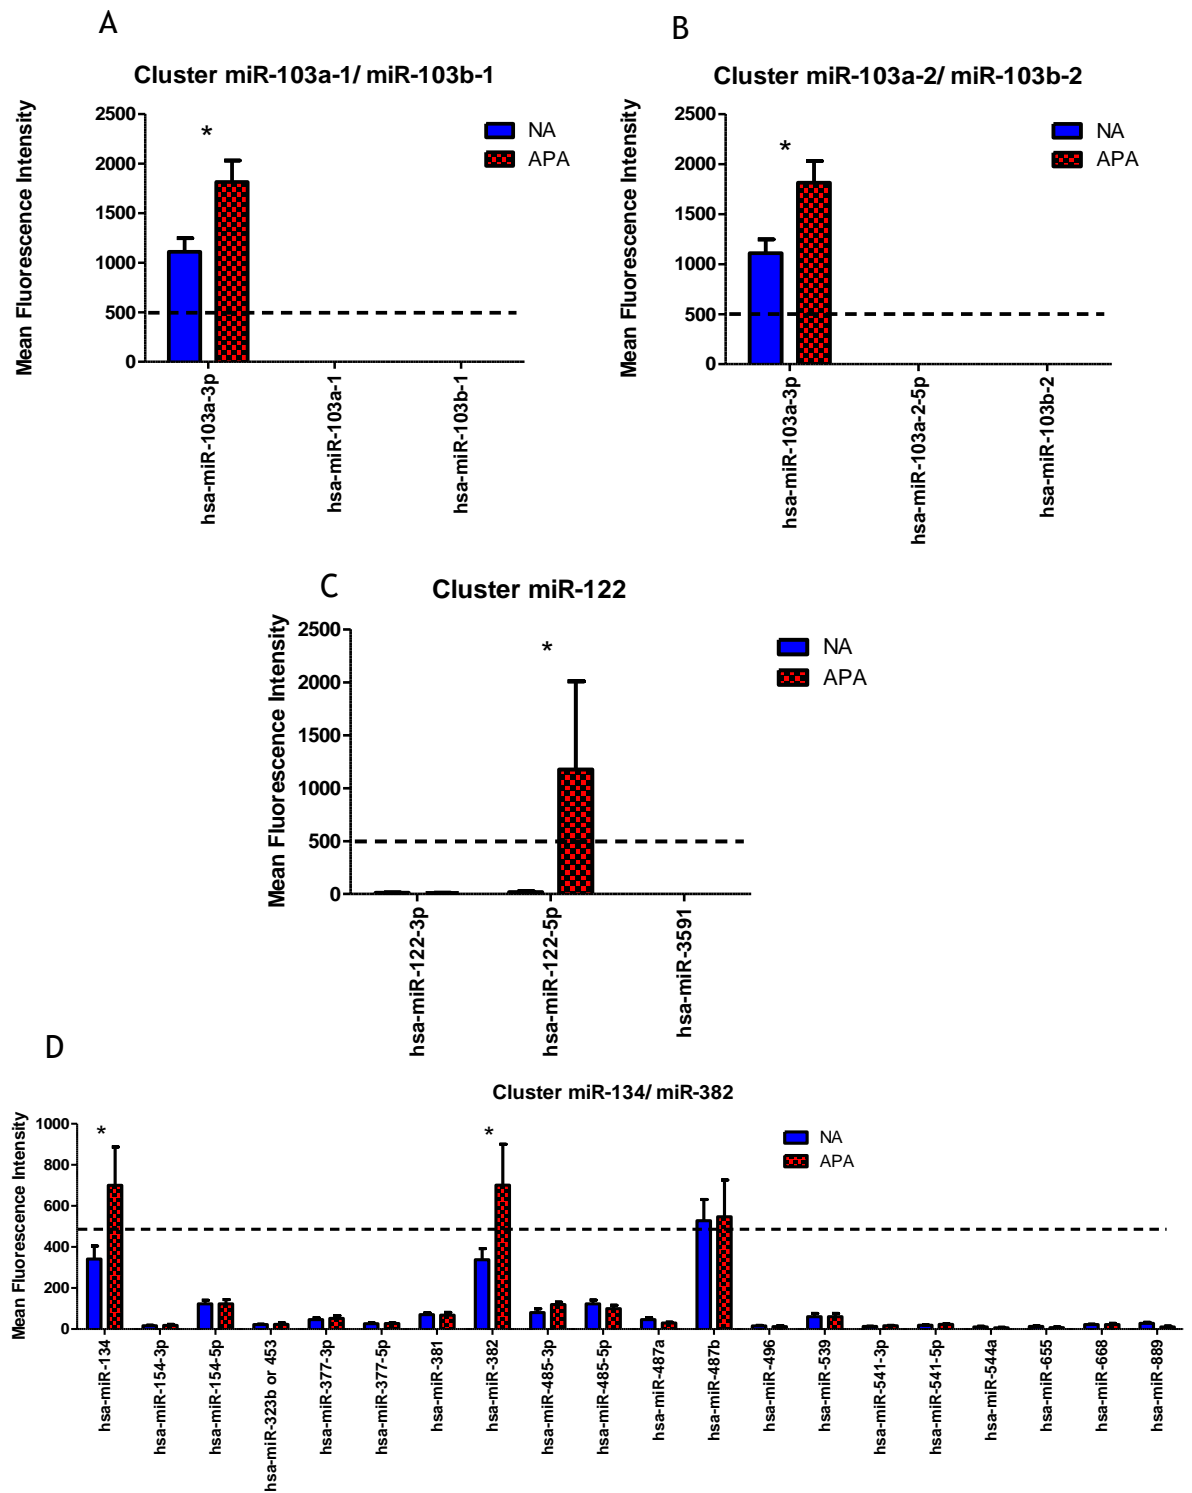 A
Cluster miR-103a-1/ miR-103b-1
Mean Fluorescence Intensity
2500
2000
1500
1000
500
0
*
NA
APA
hsa-miR-103a-3p
hsa-miR-103a-1
hsa-miR-103b-1
B
Cluster miR-103a-2/ miR-103b-2
Mean Fluorescence Intensity
2500
2000
1500
1000
500
0
*
NA
APA
hsa-miR-103a-3p
hsa-miR-103a-2-5p
hsa-miR-103b-2
C
Cluster miR-122
Mean Fluorescence Intensity
2500
2000
1500
1000
500
0
*
NA
APA
hsa-miR-122-3p
hsa-miR-122-5p
hsa-miR-3591
D
Cluster miR-134/ miR-382
Mean Fluorescence Intensity
1000
800
600
400
200
0
*
*
NA
APA
hsa-miR-134
hsa-miR-154-3p
hsa-miR-154-5p
hsa-miR-323b or 453
hsa-miR-377-3p
hsa-miR-377-5p
hsa-miR-381
hsa-miR-382
hsa-miR-485-3p
hsa-miR-485-5p
hsa-miR-487a
hsa-miR-487b
hsa-miR-496
hsa-miR-539
hsa-miR-541-3p
hsa-miR-541-5p
hsa-miR-544a
hsa-miR-655
hsa-miR-668
hsa-miR-889